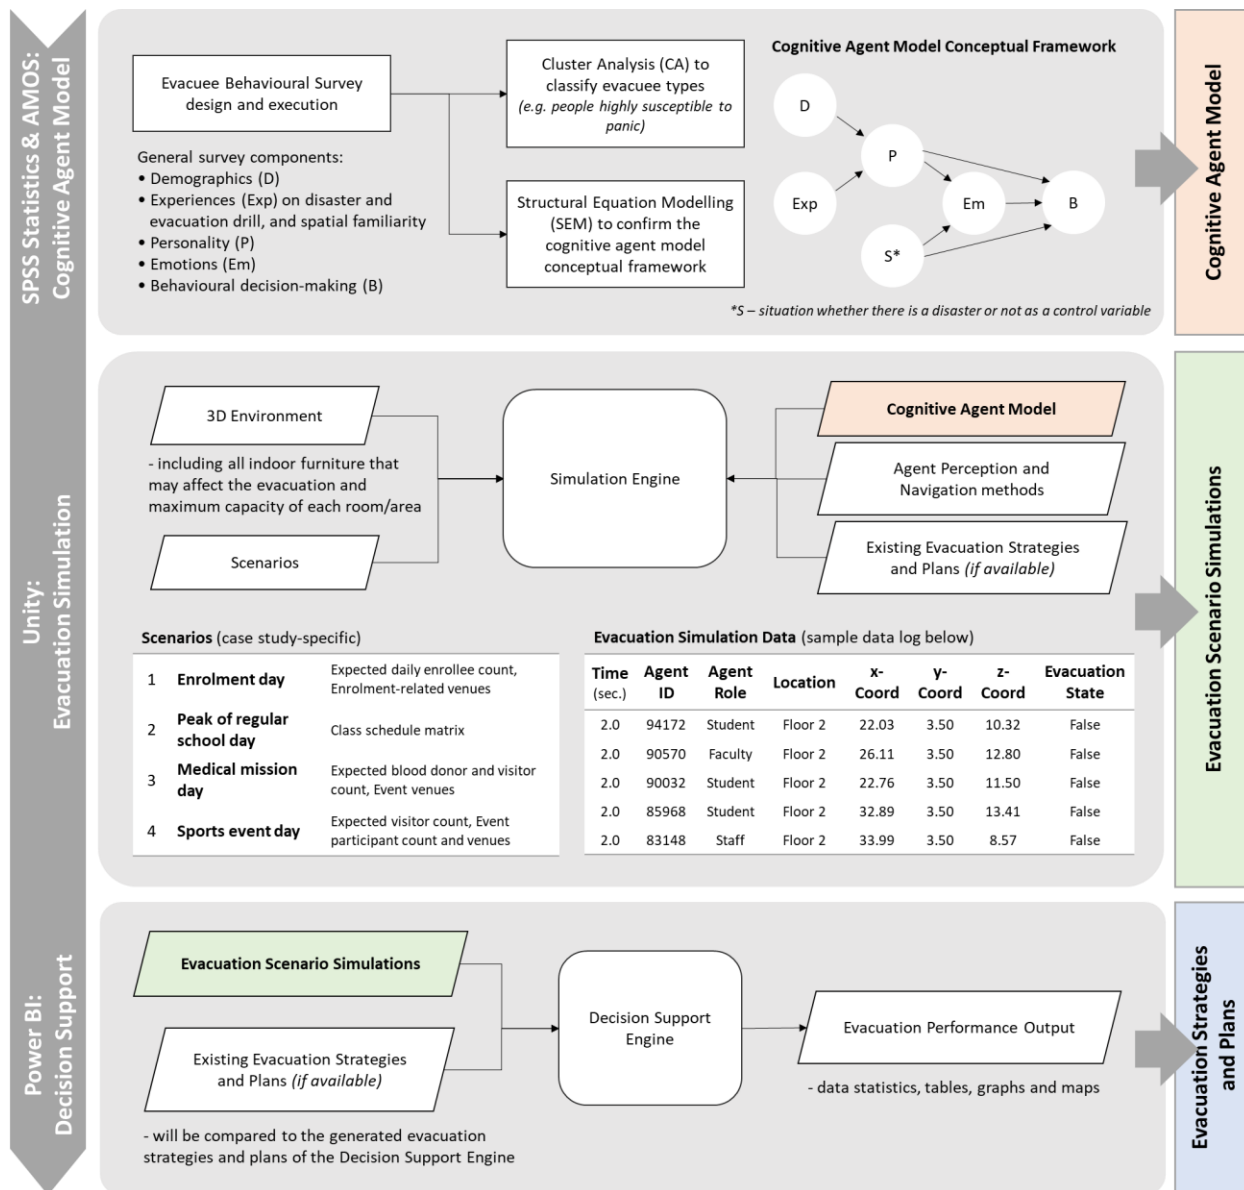 SPSS Statistics & AMOS:
Cognitive Agent Model
Evacuee Behavioural Survey
design and execution
General survey components:
• Demographics (D)
• Experiences (Exp) on disaster and
evacuation drill, and spatial familiarity
• Personality (P)
• Emotions (Em)
• Behavioural decision-making (B)
Cluster Analysis (CA) to
classify evacuee types
(e.g. people highly susceptible to
panic)
Structural Equation Modelling
(SEM) to confirm the
cognitive agent model
conceptual framework
Cognitive Agent Model Conceptual Framework
D
P
Exp
Em
B
S*
*S – situation whether there is a disaster or not as a control variable
Cognitive Agent Model
Unity:
Evacuation Simulation
3D Environment
- including all indoor furniture that
may affect the evacuation and
maximum capacity of each room/area
Scenarios
Simulation Engine
Cognitive Agent Model
Agent Perception and
Navigation methods
Existing Evacuation Strategies
and Plans (if available)
Scenarios (case study-specific)
1 Enrolment day Expected daily enrollee count,
Enrolment-related venues
2 Peak of regular
school day Class schedule matrix
3 Medical mission
day Expected blood donor and visitor
count, Event venues
4 Sports event day Expected visitor count, Event
participant count and venues
Evacuation Simulation Data (sample data log below)
Time (sec.) Agent ID Agent Role Location x-Coord y-Coord z-Coord Evacuation State
2.0 94172 Student Floor 2 22.03 3.50 10.32 False
2.0 90570 Faculty Floor 2 26.11 3.50 12.80 False
2.0 90032 Student Floor 2 22.76 3.50 11.50 False
2.0 85968 Student Floor 2 32.89 3.50 13.41 False
2.0 83148 Staff Floor 2 33.99 3.50 8.57 False
Evacuation Scenario Simulations
Power BI:
Decision Support
Evacuation Scenario Simulations
Existing Evacuation Strategies
and Plans (if available)
- will be compared to the generated evacuation
strategies and plans of the Decision Support Engine
Decision Support
Engine
Evacuation Performance Output
- data statistics, tables, graphs and maps
Evacuation Strategies
and Plans